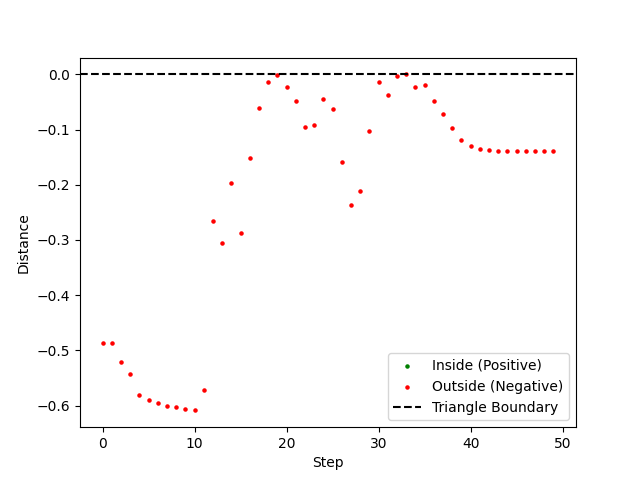 0.0
−0.1
−0.2
−0.3
−0.4
−0.5
−0.6
Distance
0 10 20 30 40 50
Step
Inside (Positive)
Outside (Negative)
Triangle Boundary